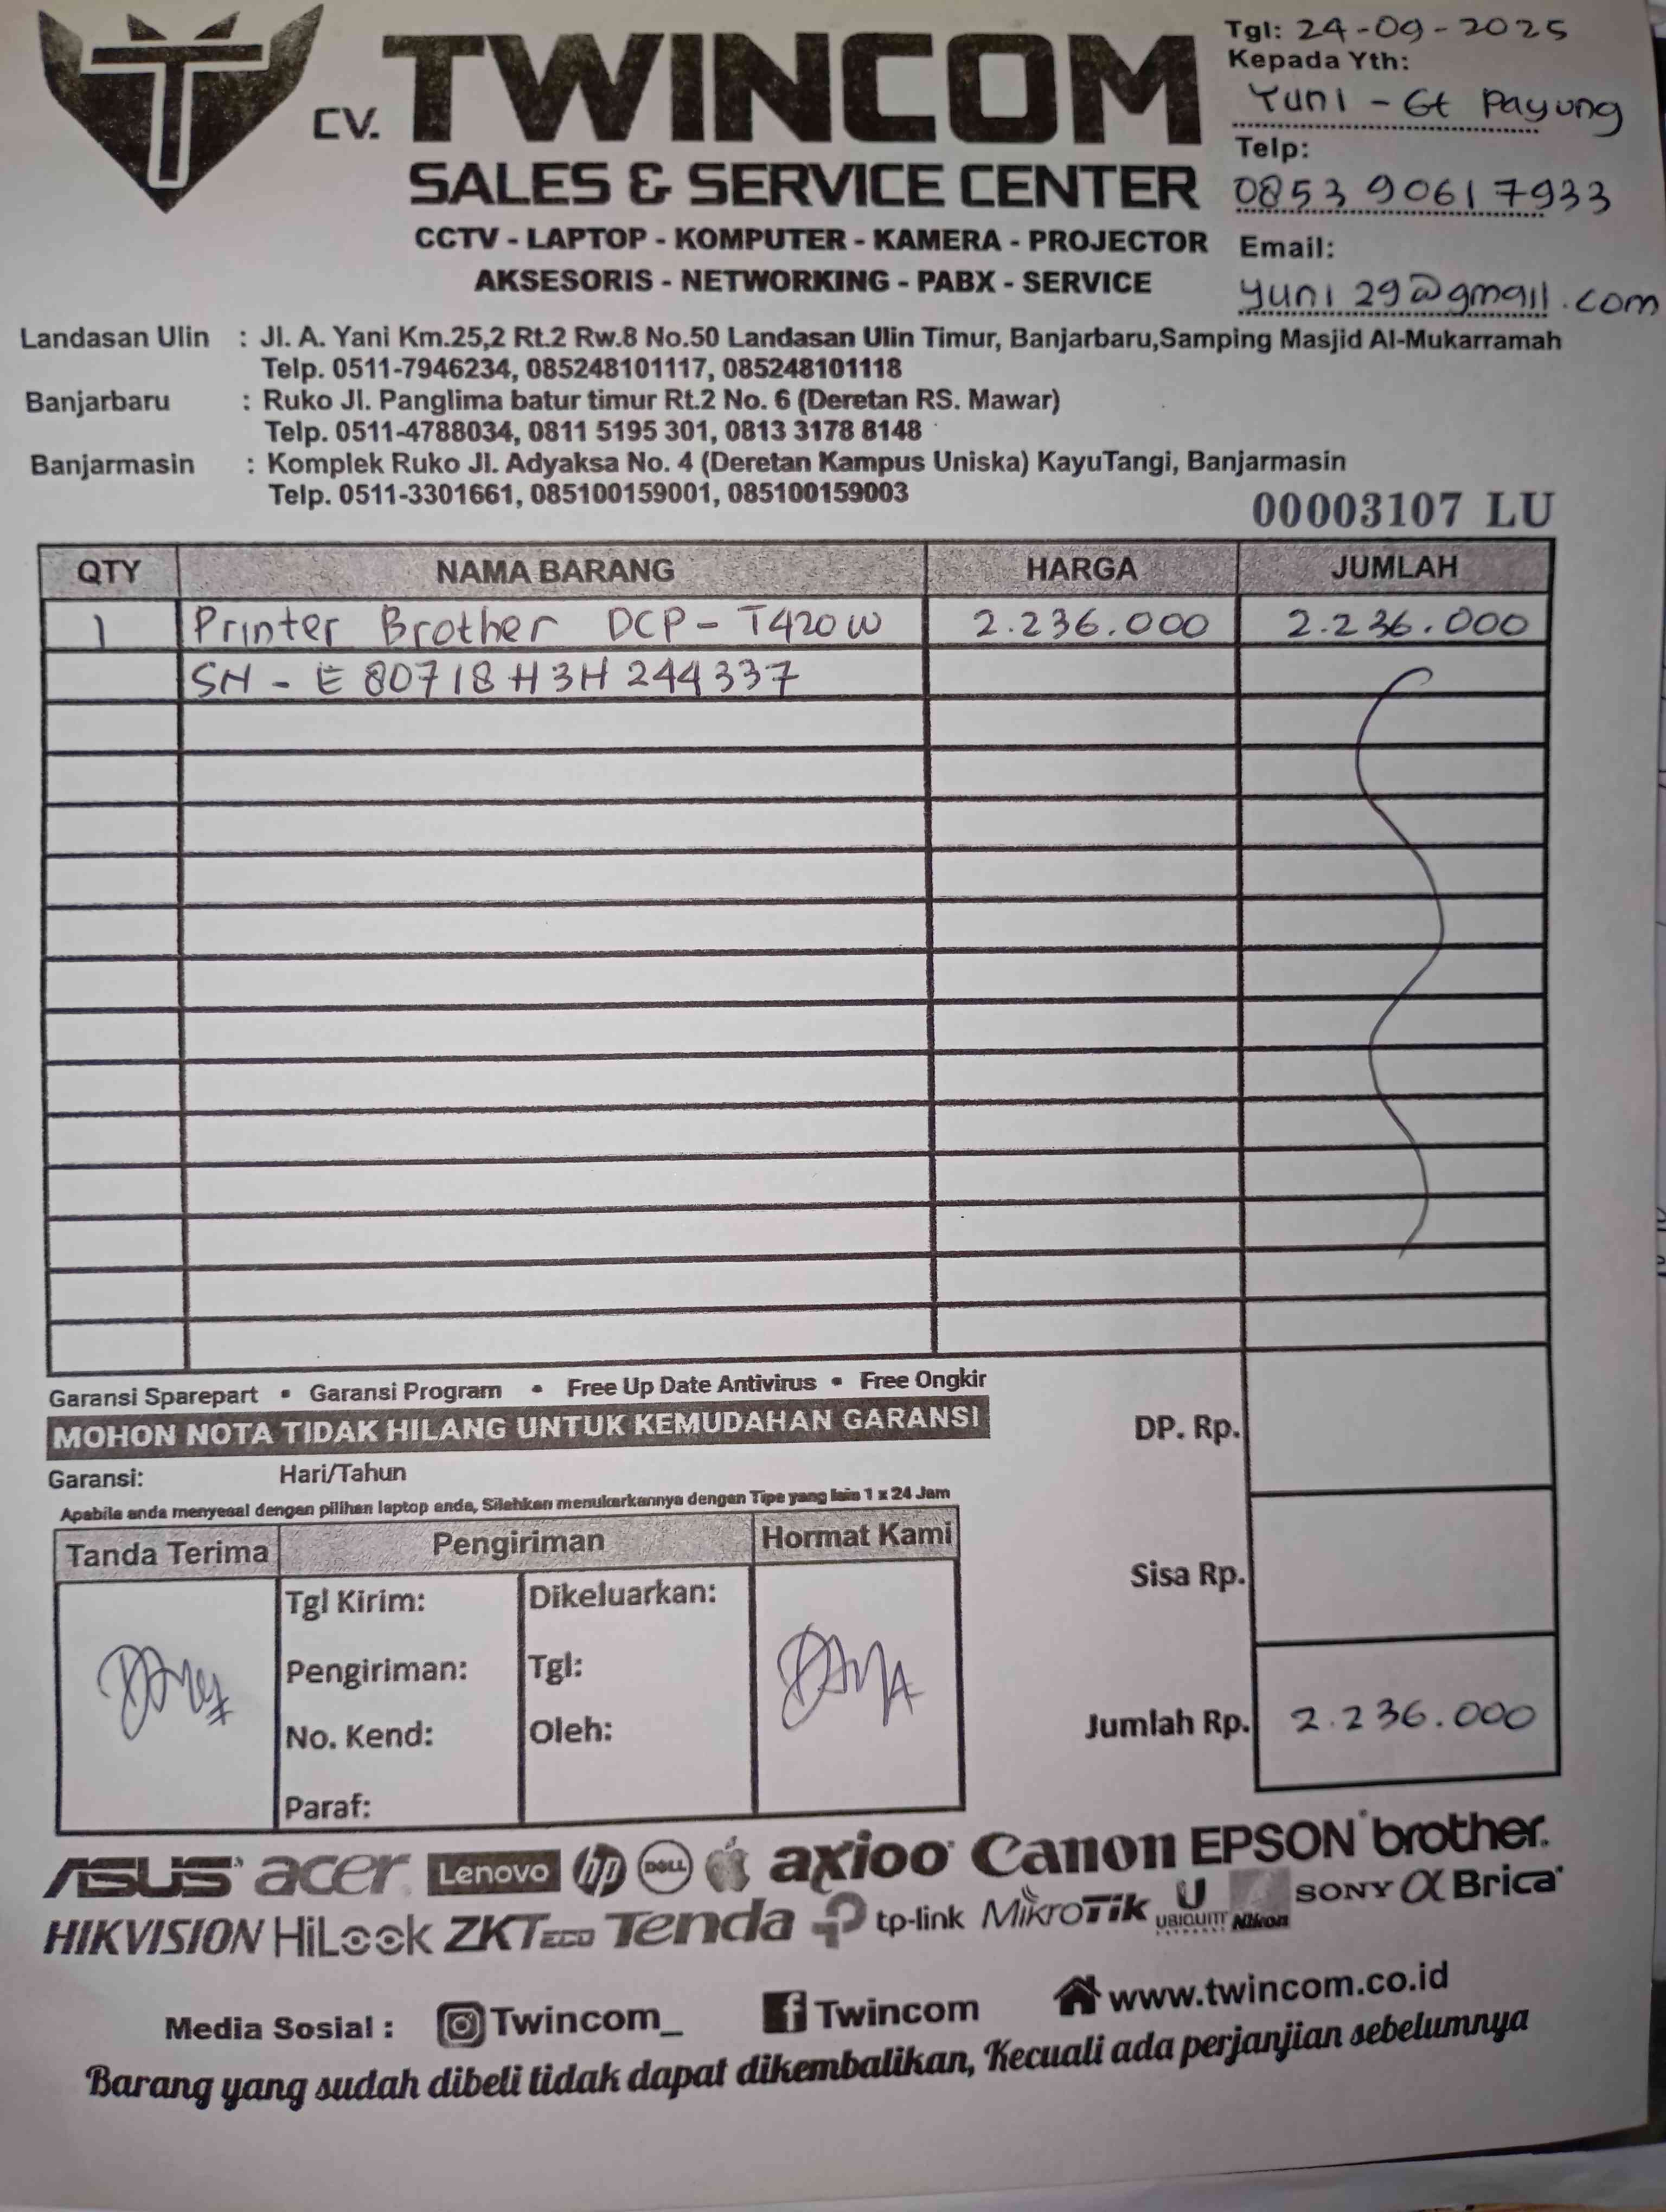 CV. TWINCOM
SALES & SERVICE CENTER
CCTV - LAPTOP - KOMPUTER - KAMERA - PROJECTOR
AKSESORIS - NETWORKING - PABX - SERVICE
Tgl: 24-09-2025
Kepada Yth:
Yuni - Gt Payung
Telp:
0853 90617933
Email:
yuni29@gmail.com
Landasan Ulin : Jl. A. Yani Km.25,2 Rt.2 Rw.8 No.50 Landasan Ulin Timur, Banjarbaru,Samping Masjid Al-Mukarramah
Telp. 0511-7946234, 085248101117, 085248101118
Banjarbaru : Ruko Jl. Panglima batur timur Rt.2 No. 6 (Deretan RS. Mawar)
Telp. 0511-4788034, 0811 5195 301, 0813 3178 8148
Banjarmasin : Komplek Ruko Jl. Adyaksa No. 4 (Deretan Kampus Uniska) KayuTangi, Banjarmasin
Telp. 0511-3301661, 085100159001, 085100159003
00003107 LU
QTY NAMA BARANG HARGA JUMLAH
1 Printer Brother DCP-T420W 2.236.000 2.236.000
SN - E80718H3H244337
Garansi Sparepart • Garansi Program • Free Up Date Antivirus • Free Ongkir
MOHON NOTA TIDAK HILANG UNTUK KEMUDAHAN GARANSI
Garansi: Hari/Tahun
Apabila anda menyesal dengan pilihan laptop anda, Silahkan menukarkannya dengan Tipe yang lain 1 x 24 Jam
DP. Rp.
Sisa Rp.
Jumlah Rp. 2.236.000
Tanda Terima Pengiriman Hormat Kami
Tgl Kirim: Dikeluarkan:
Pengiriman: Tgl:
No. Kend: Oleh:
Paraf:
ASUS acer Lenovo hp DELL axioo Canon EPSON brother
HIKVISION HiLook ZKTECO Tenda tp-link MikroTik U UBIQUITI Nikon SONY α Brica
Media Sosial : Twincom_ Twincom www.twincom.co.id
Barang yang sudah dibeli tidak dapat dikembalikan, Kecuali ada perjanjian sebelumnya